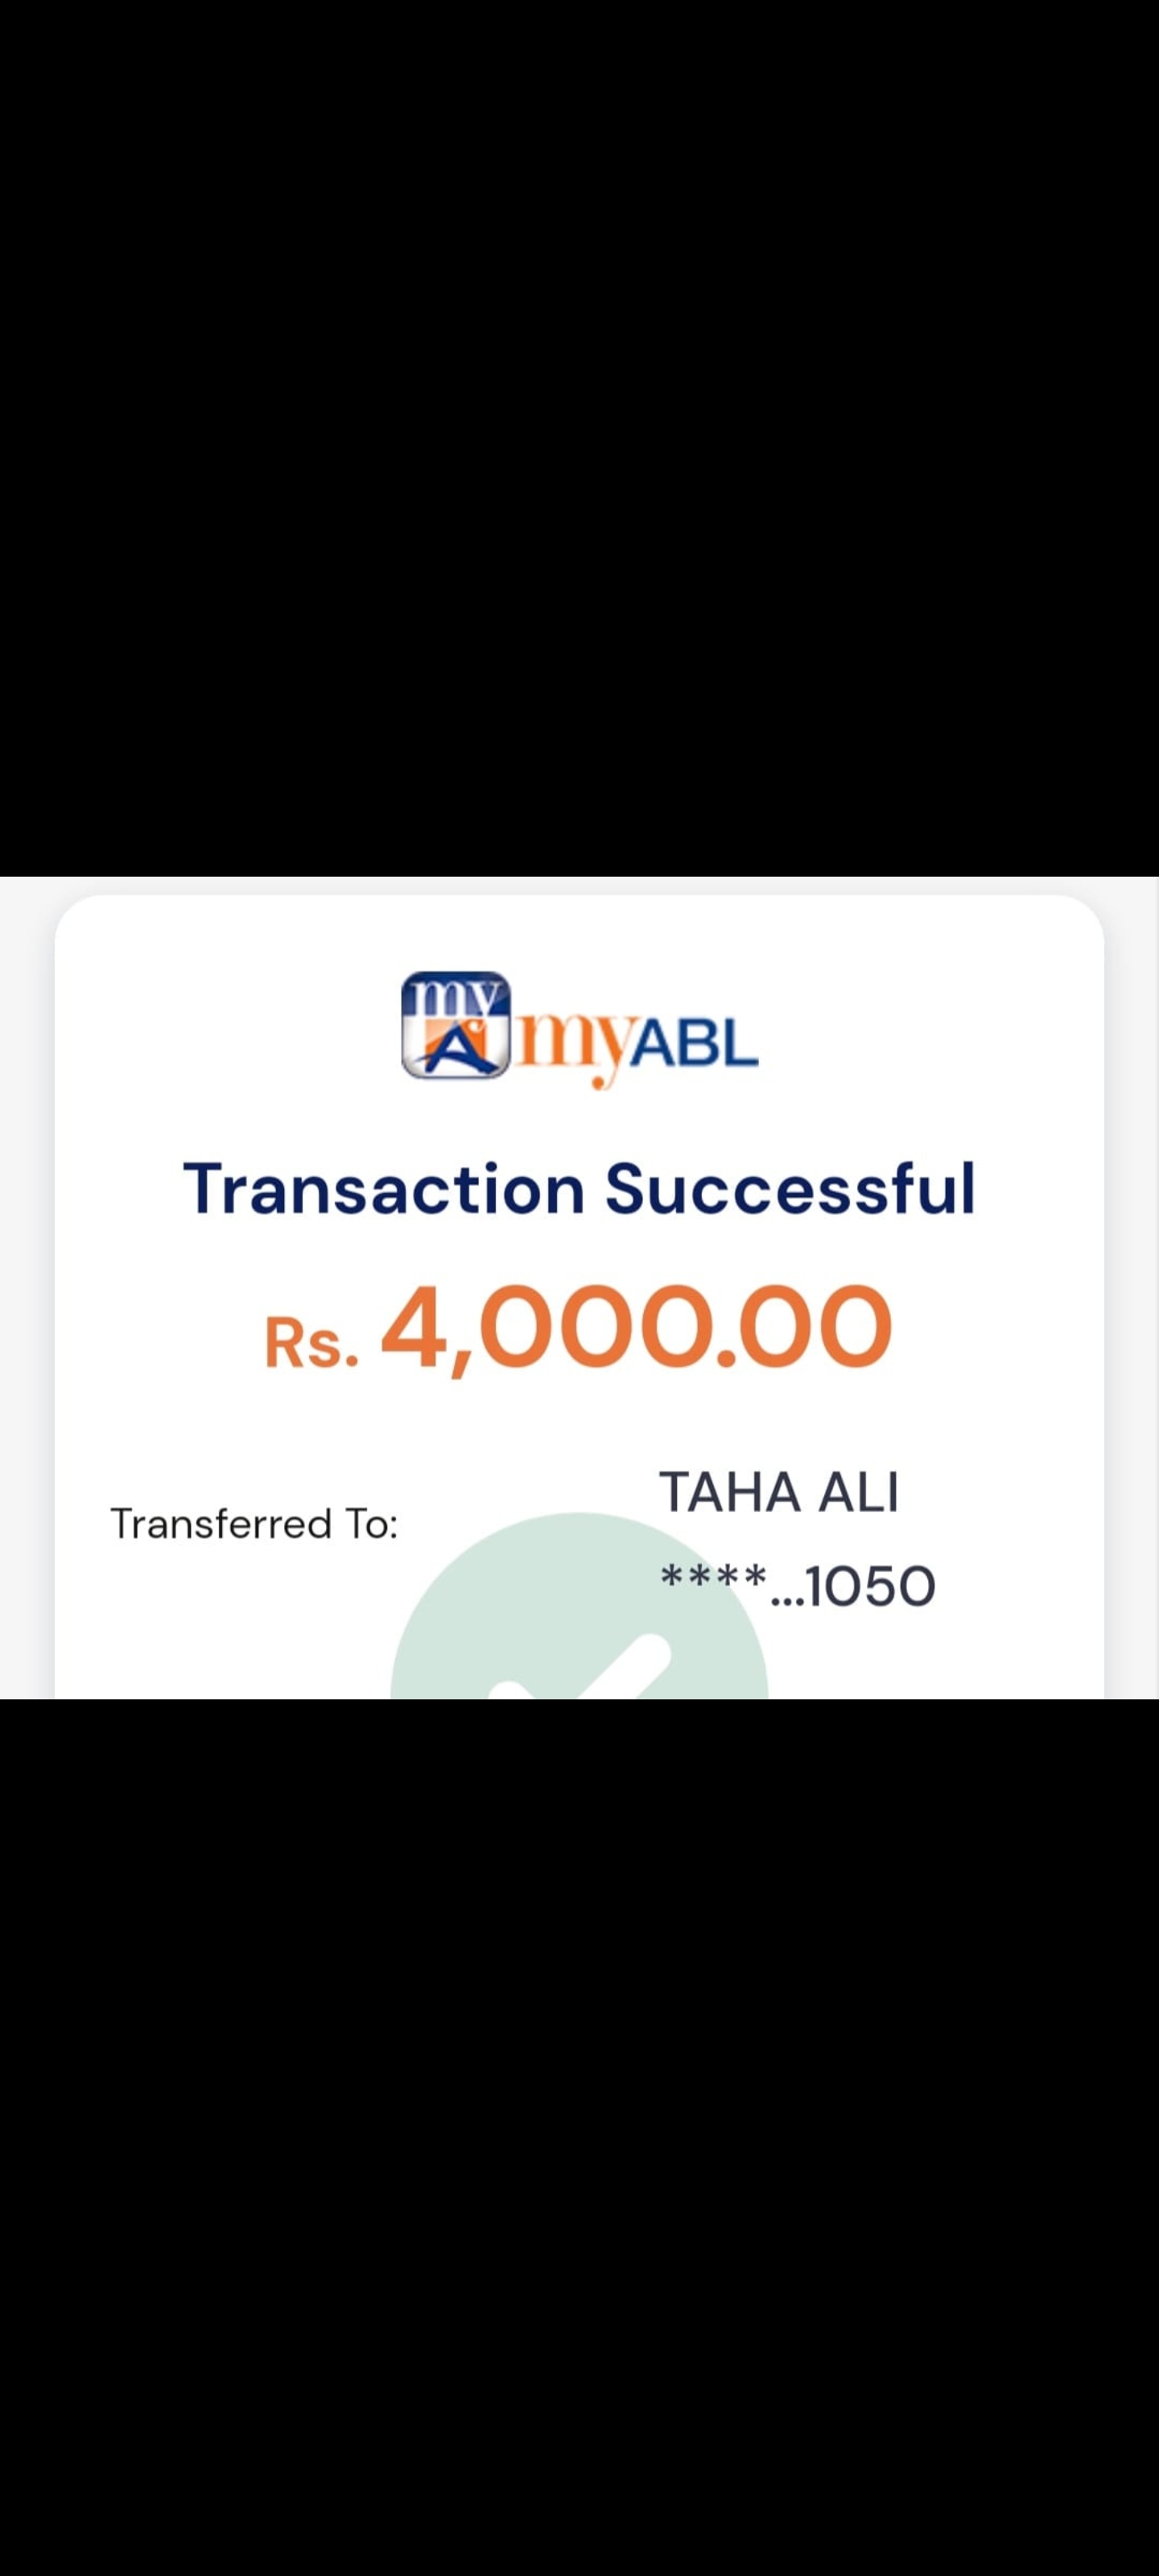 my
myABL
Transaction Successful
Rs. 4,000.00
Transferred To:
TAHA ALI
****...1050